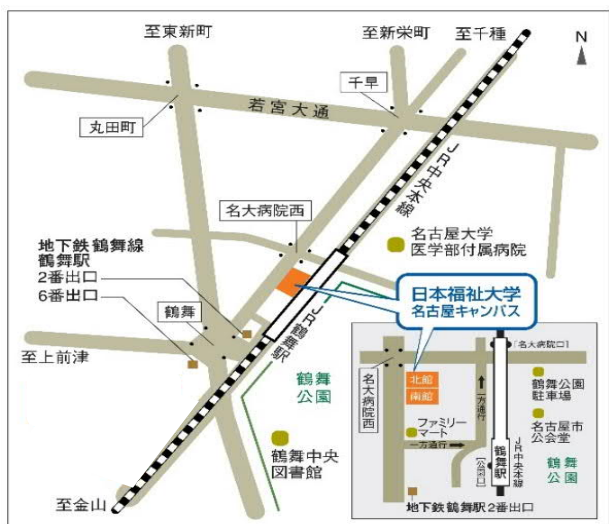 至東新町
至新栄町
至千種
N
千早
若宮大通
丸田町
JR中央本線
名大病院西
名古屋大学
医学部付属病院
地下鉄鶴舞線
鶴舞駅
2番出口
6番出口
日本福祉大学
名古屋キャンパス
鶴舞
JR鶴舞駅
至上前津
鶴舞
公園
鶴舞中央
図書館
至金山
[名大病院口]
名大病院西
北館
南館
一方通行
鶴舞公園
駐車場
ファミリー
マート
名古屋市
公会堂
一方通行
[公園口]
鶴舞駅
JR中央本線
鶴舞
公園
地下鉄鶴舞駅2番出口